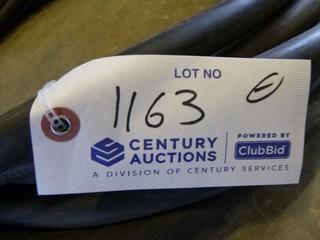 LOT NO
1163
CENTURY AUCTIONS
POWERED BY
ClubBid
A DIVISION OF CENTURY SERVICES